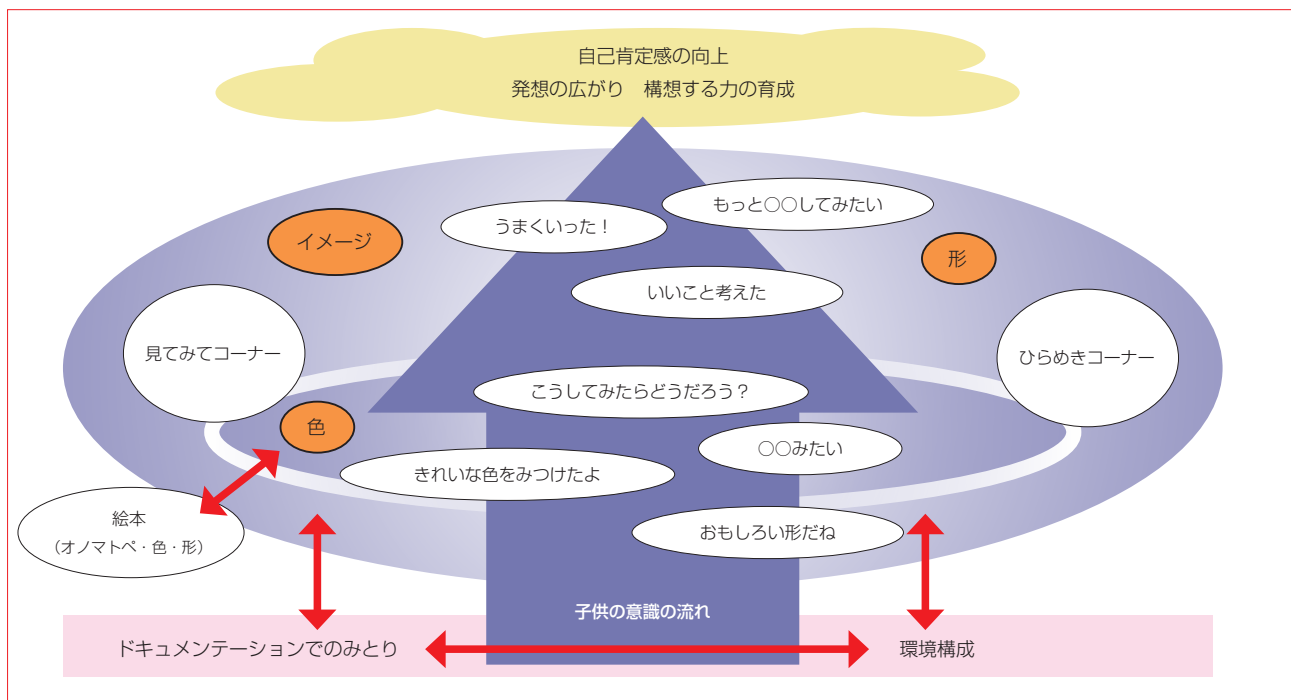 自己肯定感の向上
発想の広がり　構想する力の育成
もっと○○してみたい
うまくいった！
イメージ
形
いいこと考えた
見てみてコーナー
ひらめきコーナー
こうしてみたらどうだろう？
色
○○みたい
きれいな色をみつけたよ
絵本
（オノマトペ・色・形）
おもしろい形だね
子供の意識の流れ
ドキュメンテーションでのみとり
環境構成